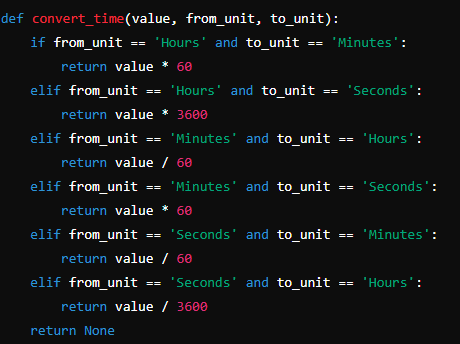 def convert_time(value, from_unit, to_unit):
    if from_unit == 'Hours' and to_unit == 'Minutes':
        return value * 60
    elif from_unit == 'Hours' and to_unit == 'Seconds':
        return value * 3600
    elif from_unit == 'Minutes' and to_unit == 'Hours':
        return value / 60
    elif from_unit == 'Minutes' and to_unit == 'Seconds':
        return value * 60
    elif from_unit == 'Seconds' and to_unit == 'Minutes':
        return value / 60
    elif from_unit == 'Seconds' and to_unit == 'Hours':
        return value / 3600
    return None